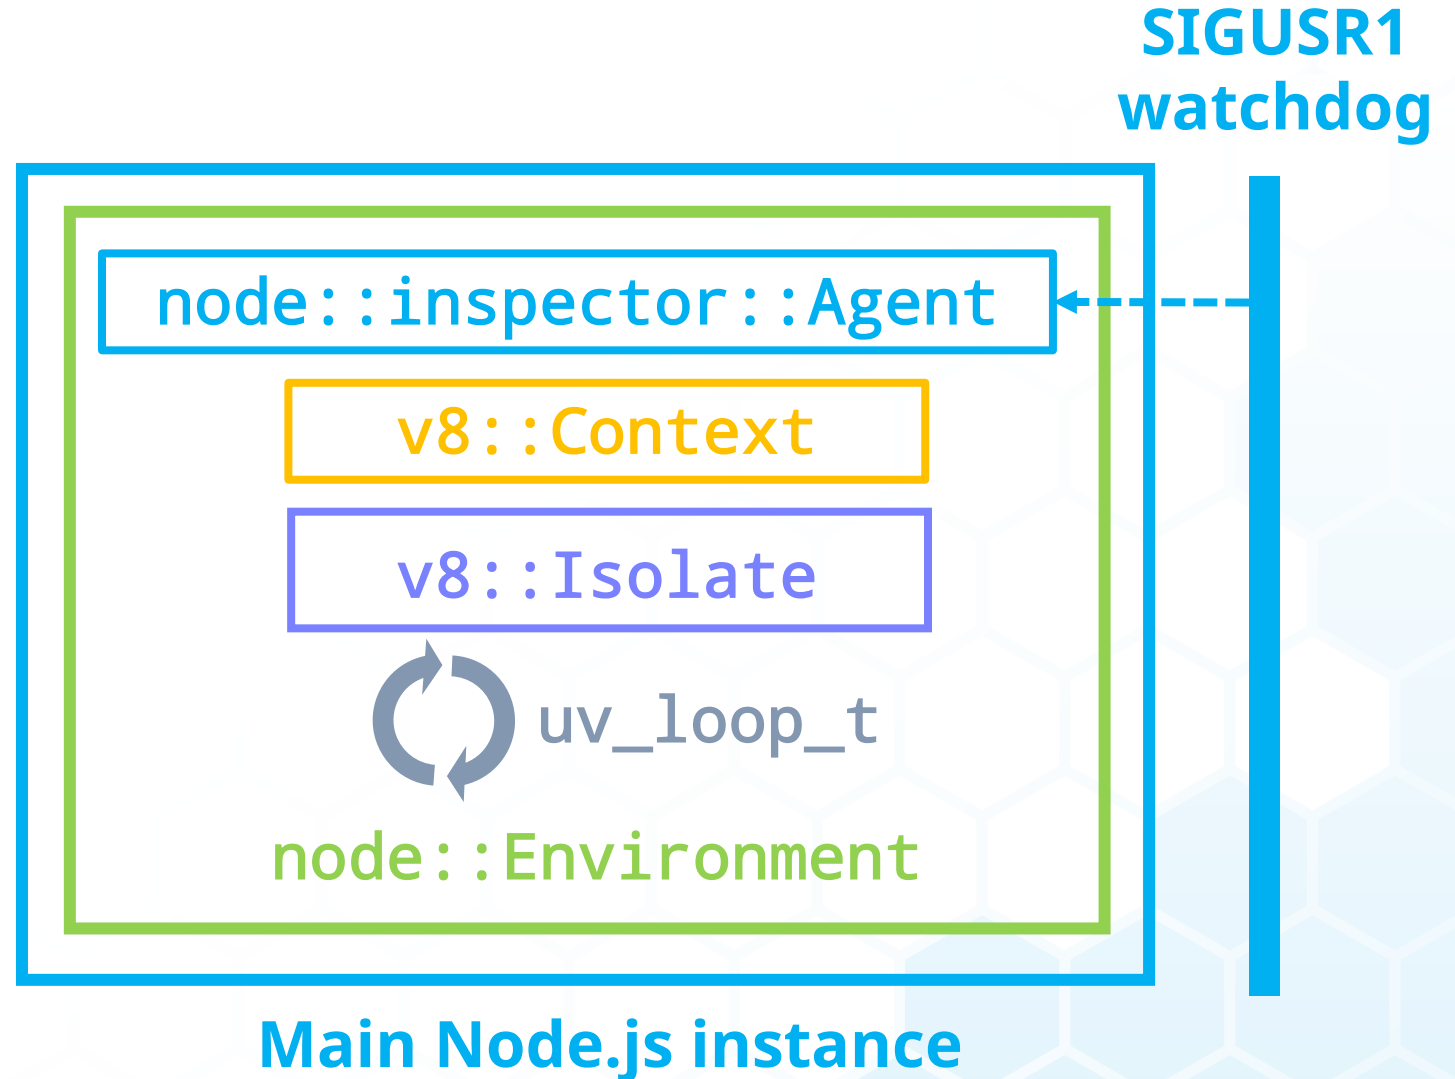 SIGUSR1
watchdog
node::inspector::Agent
v8::Context
v8::Isolate
uv_loop_t
node::Environment
Main Node.js instance